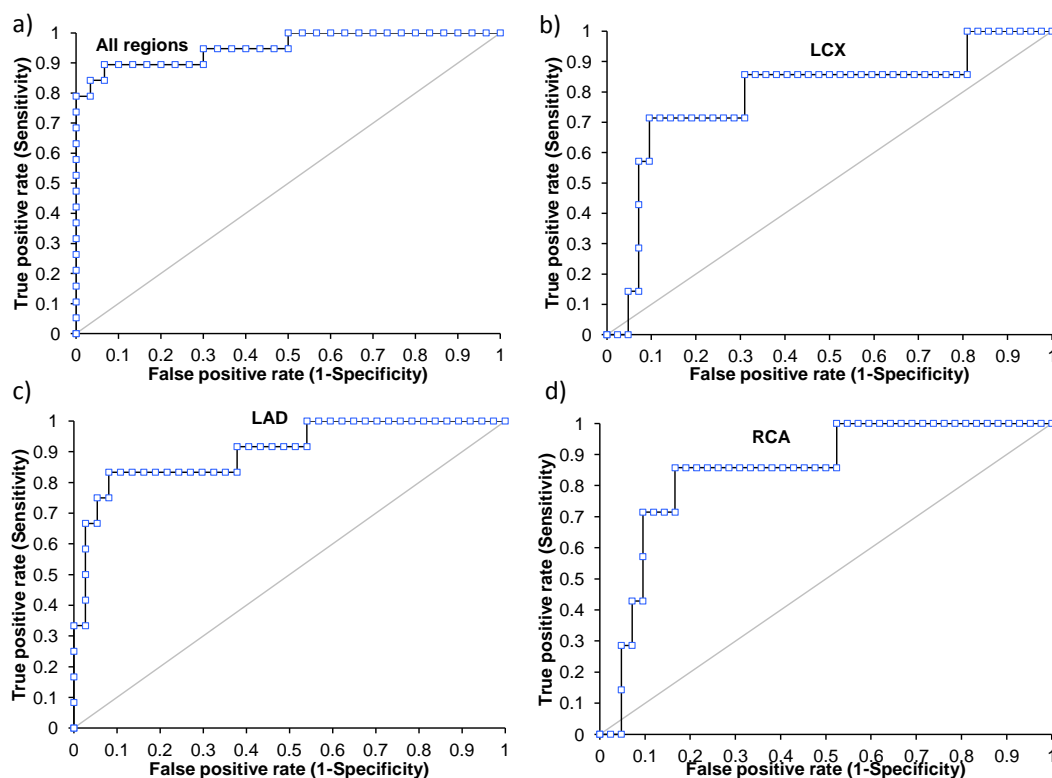 a)
All regions
True positive rate (Sensitivity)
1
0.9
0.8
0.7
0.6
0.5
0.4
0.3
0.2
0.1
0
0 0.1 0.2 0.3 0.4 0.5 0.6 0.7 0.8 0.9 1
False positive rate (1-Specificity)
b)
LCX
True positive rate (Sensitivity)
1
0.9
0.8
0.7
0.6
0.5
0.4
0.3
0.2
0.1
0
0 0.1 0.2 0.3 0.4 0.5 0.6 0.7 0.8 0.9 1
False positive rate (1-Specificity)
c)
LAD
True positive rate (Sensitivity)
1
0.9
0.8
0.7
0.6
0.5
0.4
0.3
0.2
0.1
0
0 0.1 0.2 0.3 0.4 0.5 0.6 0.7 0.8 0.9 1
False positive rate (1-Specificity)
d)
RCA
True positive rate (Sensitivity)
1
0.9
0.8
0.7
0.6
0.5
0.4
0.3
0.2
0.1
0
0 0.1 0.2 0.3 0.4 0.5 0.6 0.7 0.8 0.9 1
False positive rate (1-Specificity)